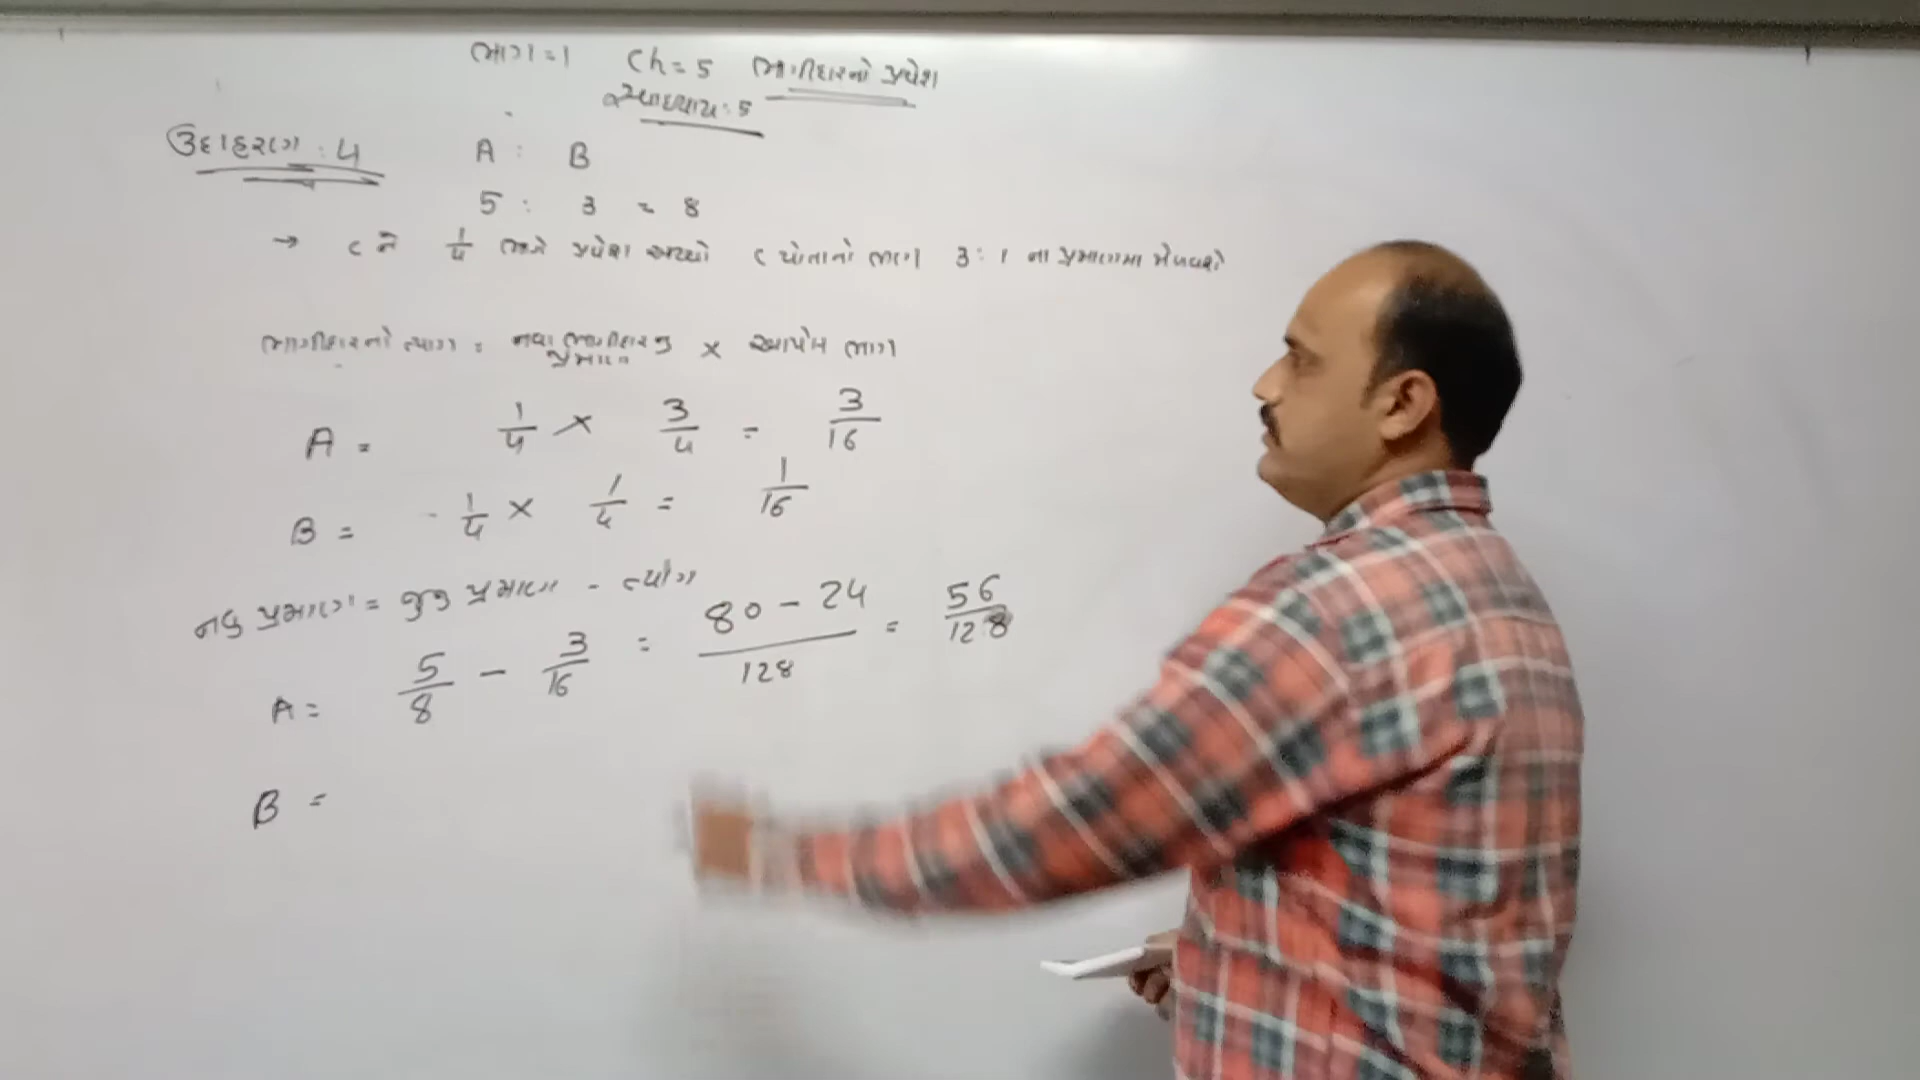 ભાગ = 1 Ch = 5 ભાગીદારનો પ્રવેશ
સ્વાધ્યાય : 5
ઉદાહરણ : 4 A : B
5 : 3 = 8
→ C ને 1/4 ભાગે પ્રવેશ આપ્યો C પોતાનો ભાગ 3 : 1 ના પ્રમાણમા મેળવશે
ભાગીદારનો ત્યાગ = નવા ભાગીદારનુ પ્રમાણ × આપેલ ભાગ
A = 1/4 × 3/4 = 3/16
B = 1/4 × 1/4 = 1/16
નવુ પ્રમાણ = જુનુ પ્રમાણ - ત્યાગ
A = 5/8 - 3/16 = 80 - 24/128 = 56/128
B =